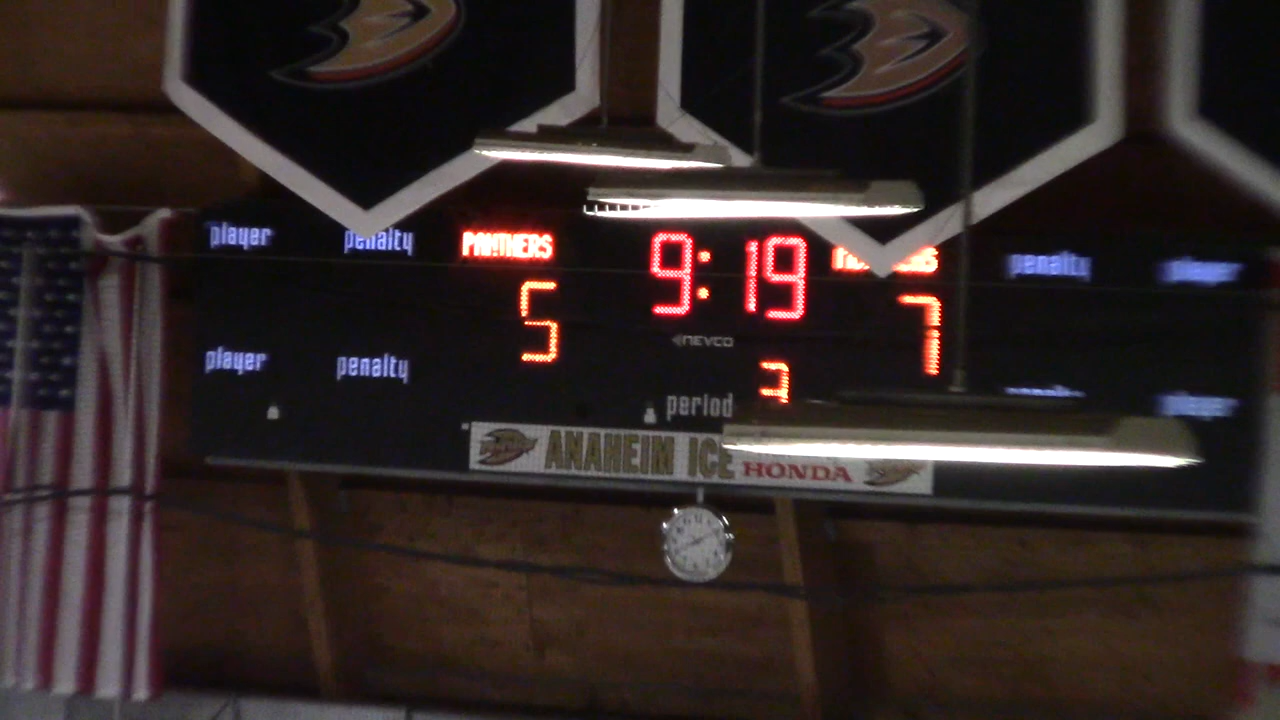 player penalty PANTHERS 9:19 penalty player
5 7
NEVCO
player penalty period 3 player
ANAHEIM ICE HONDA